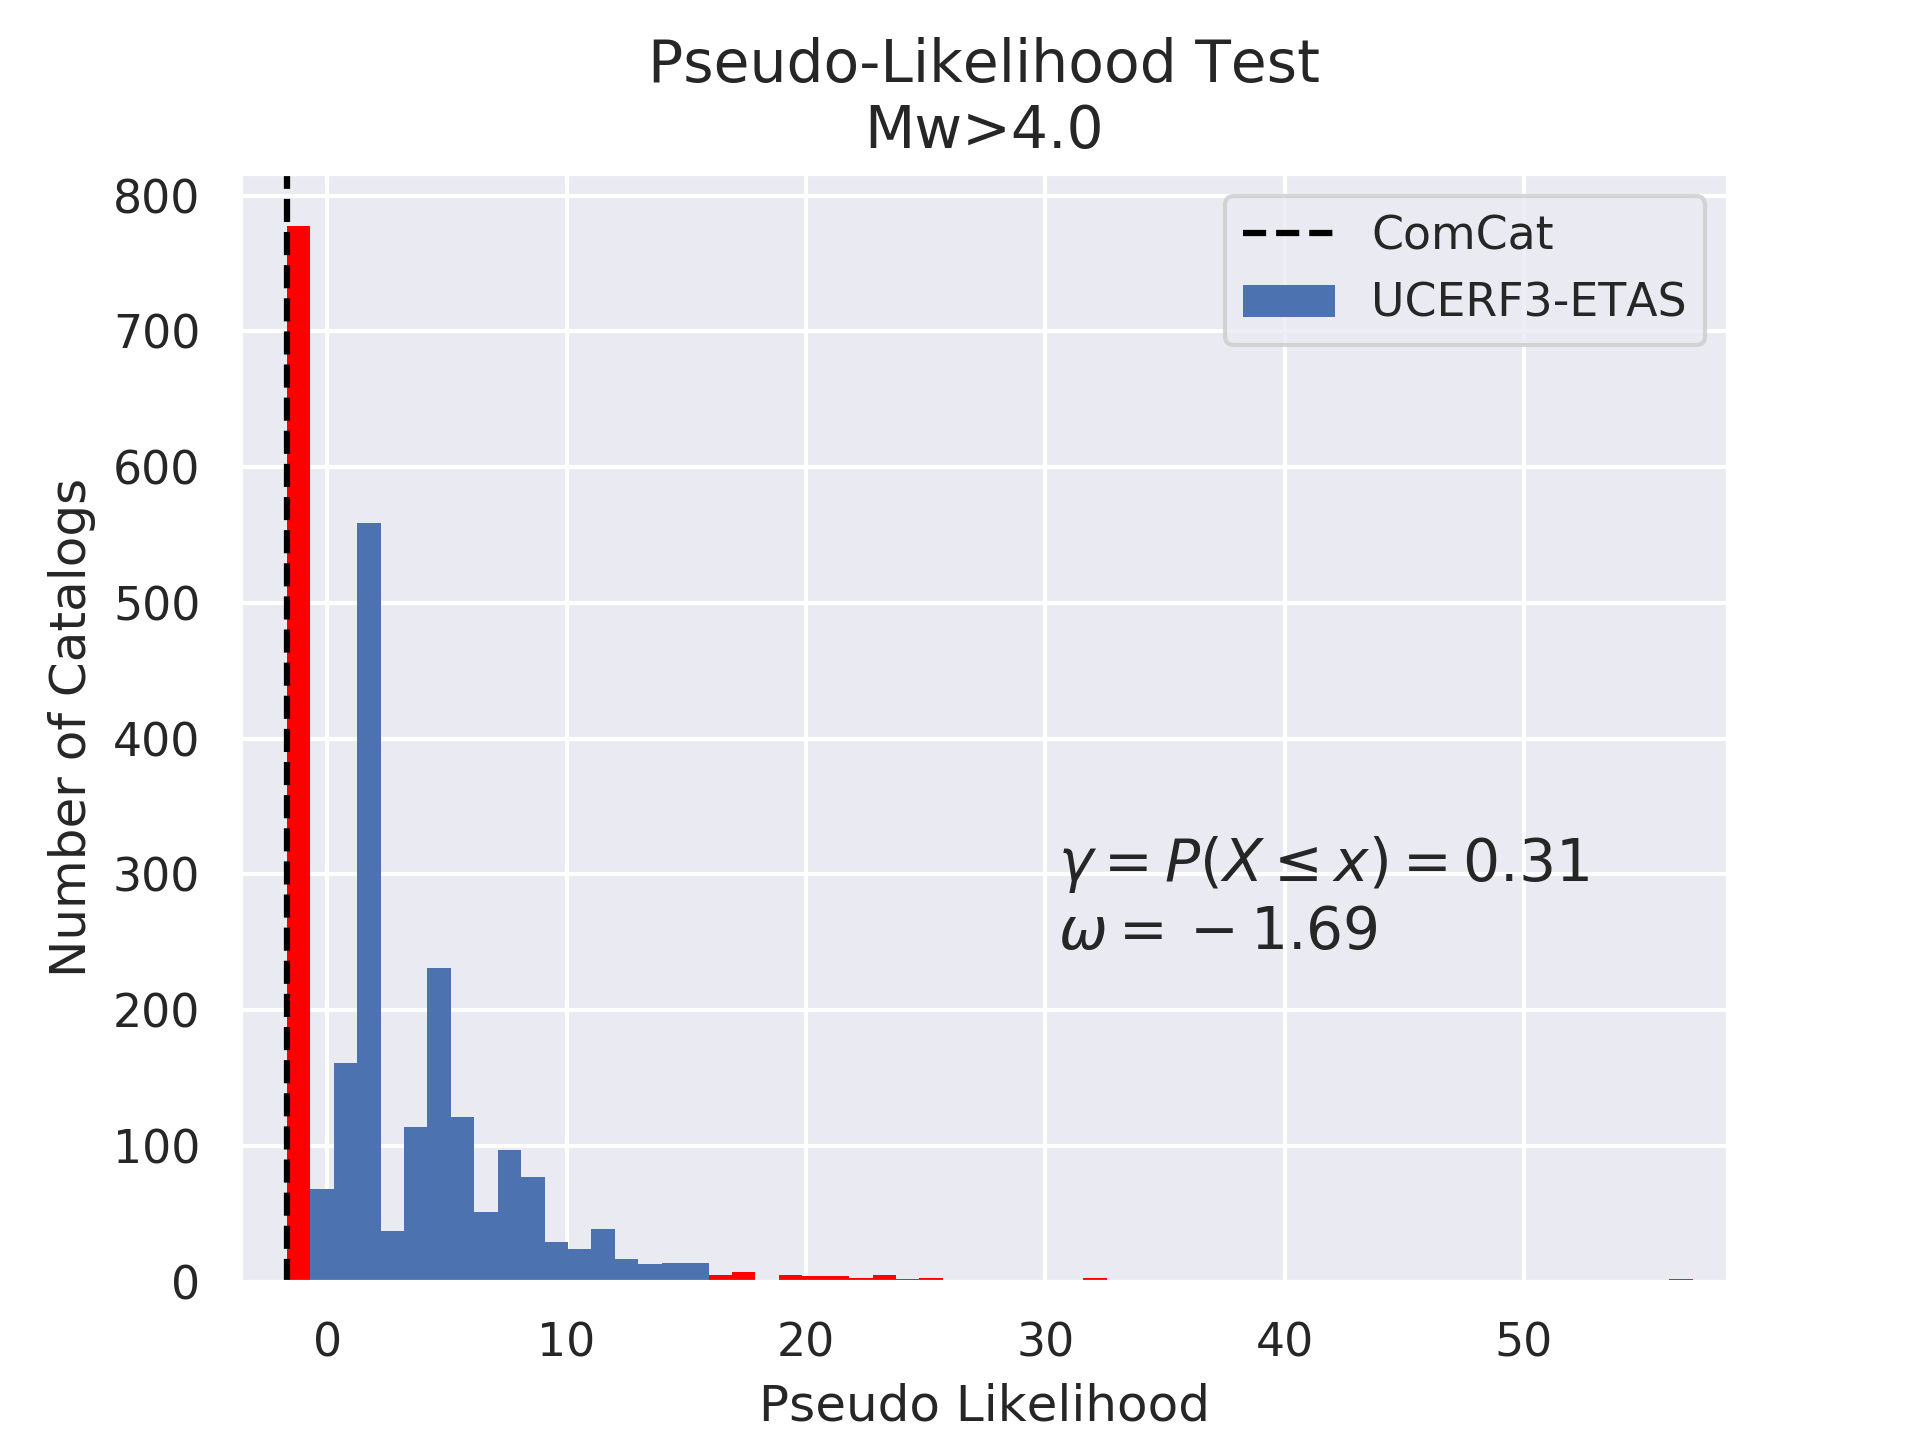 Pseudo-Likelihood Test
Mw>4.0
800
700
600
500
400
300
200
100
0
Number of Catalogs
ComCat
UCERF3-ETAS
γ = P(X ≤ x) = 0.31
ω = − 1.69
0 10 20 30 40 50
Pseudo Likelihood